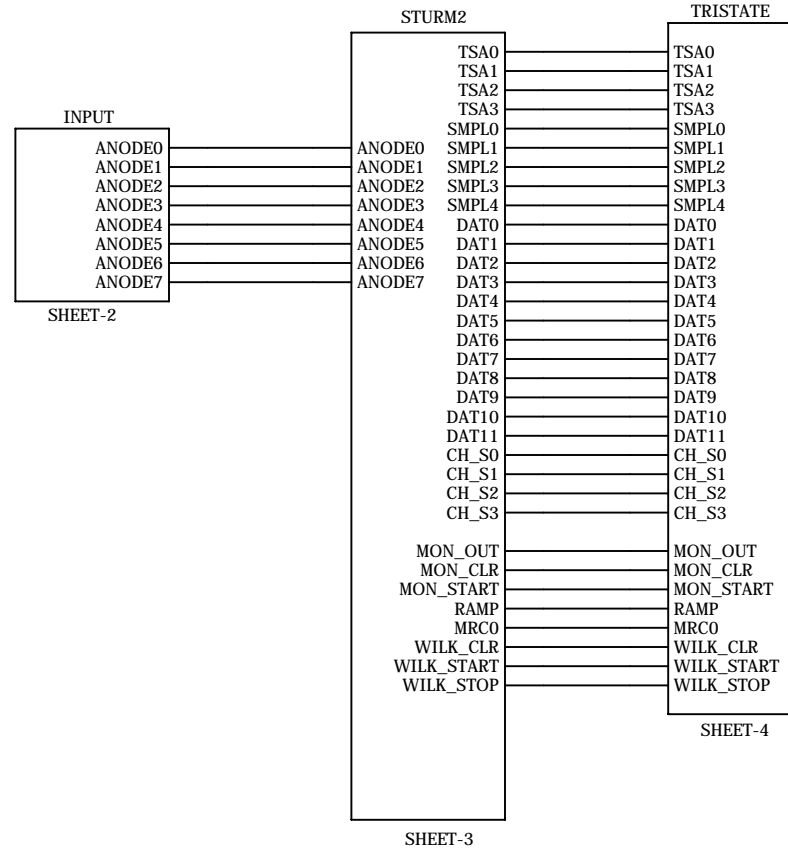 INPUT
ANODE0
ANODE1
ANODE2
ANODE3
ANODE4
ANODE5
ANODE6
ANODE7
SHEET-2
STURM2
ANODE0
ANODE1
ANODE2
ANODE3
ANODE4
ANODE5
ANODE6
ANODE7
TSA0
TSA1
TSA2
TSA3
SMPL0
SMPL1
SMPL2
SMPL3
SMPL4
DAT0
DAT1
DAT2
DAT3
DAT4
DAT5
DAT6
DAT7
DAT8
DAT9
DAT10
DAT11
CH_S0
CH_S1
CH_S2
CH_S3
MON_OUT
MON_CLR
MON_START
RAMP
MRC0
WILK_CLR
WILK_START
WILK_STOP
SHEET-3
TRISTATE
TSA0
TSA1
TSA2
TSA3
SMPL0
SMPL1
SMPL2
SMPL3
SMPL4
DAT0
DAT1
DAT2
DAT3
DAT4
DAT5
DAT6
DAT7
DAT8
DAT9
DAT10
DAT11
CH_S0
CH_S1
CH_S2
CH_S3
MON_OUT
MON_CLR
MON_START
RAMP
MRC0
WILK_CLR
WILK_START
WILK_STOP
SHEET-4